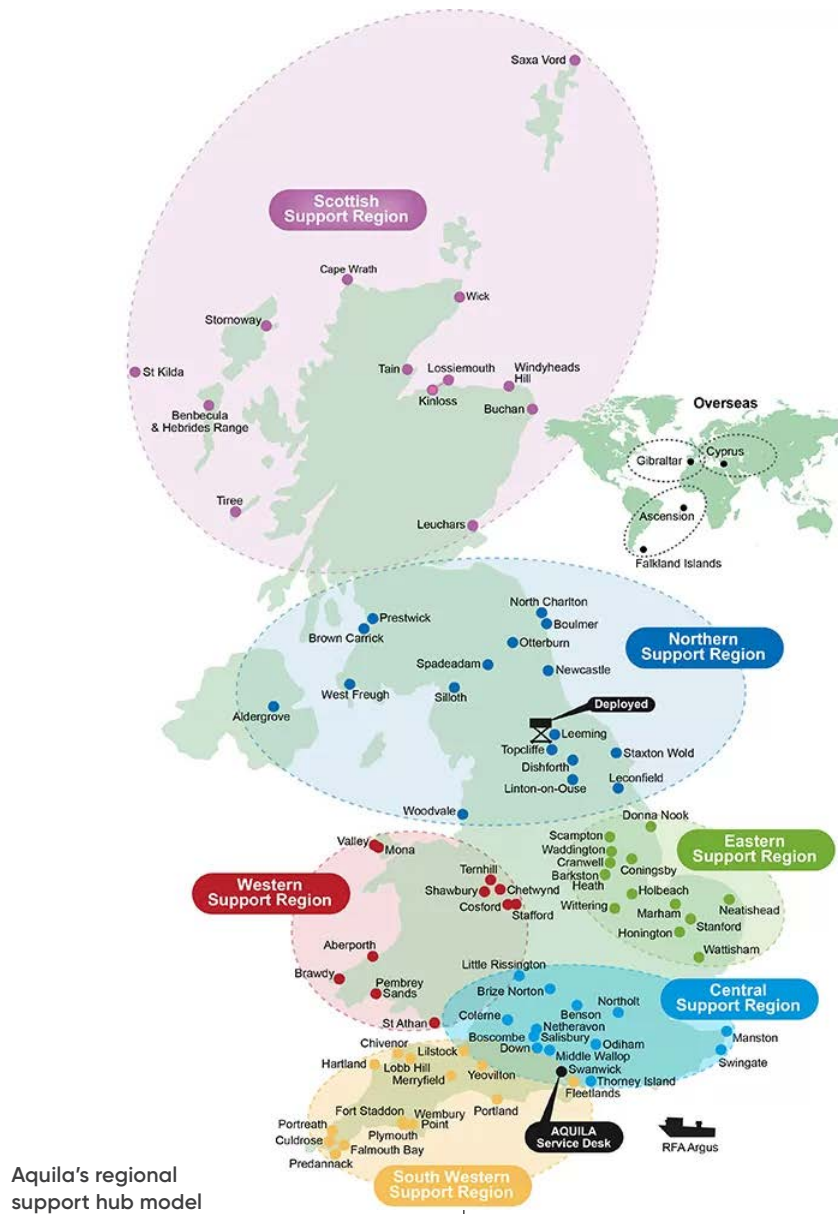 Saxa Vord
Scottish
Support Region
Cape Wrath
Wick
Stornoway
St Kilda
Tain
Lossiemouth
Windyheads
Hill
Kinloss
Buchan
Benbecula
& Hebrides Range
Tiree
Leuchars
Overseas
Gibraltar
Cyprus
Ascension
Falkland Islands
North Charlton
Prestwick
Boulmer
Brown Carrick
Otterburn
Northern
Support Region
Spadeadam
Newcastle
West Freugh
Silloth
Aldergrove
Deployed
Leeming
Topcliffe
Staxton Wold
Dishforth
Linton-on-Ouse
Leconfield
Woodvale
Donna Nook
Scampton
Waddington
Cranwell
Coningsby
Barkston
Heath
Eastern
Support Region
Valley
Mona
Ternhill
Western
Support Region
Shawbury
Chetwynd
Cosford
Stafford
Holbeach
Wittering
Marham
Neatishead
Stanford
Honington
Wattisham
Aberporth
Brawdy
Pembrey
Sands
St Athan
Little Rissington
Brize Norton
Central
Support Region
Northolt
Benson
Colerne
Netheravon
Boscombe
Down
Salisbury
Odiham
Middle Wallop
Manston
Swingate
Swanwick
Thorney Island
Fleetlands
Chivenor
Lilstock
Hartland
Lobb Hill
Merryfield
Yeovilton
Portland
Fort Staddon
Wembury
Point
Plymouth
Portreath
Culdrose
Falmouth Bay
Predannack
AQUILA
Service Desk
RFA Argus
South Western
Support Region
Aquila's regional
support hub model